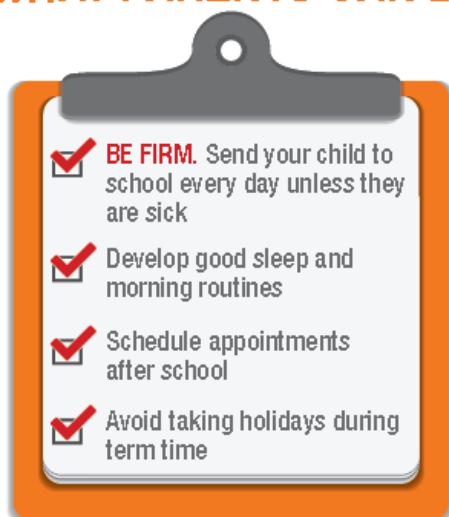 BE FIRM. Send your child to
school every day unless they
are sick
Develop good sleep and
morning routines
Schedule appointments
after school
Avoid taking holidays during
term time